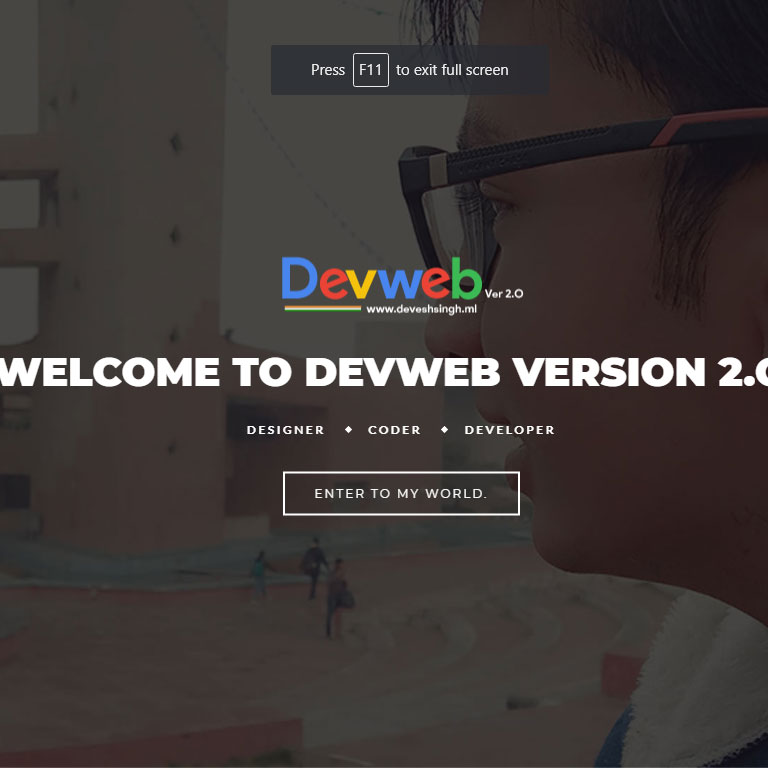 Press F11 to exit full screen
Devweb Ver 2.O
www.deveshsingh.ml
WELCOME TO DEVWEB VERSION 2.0
DESIGNER ◆ CODER ◆ DEVELOPER
ENTER TO MY WORLD.